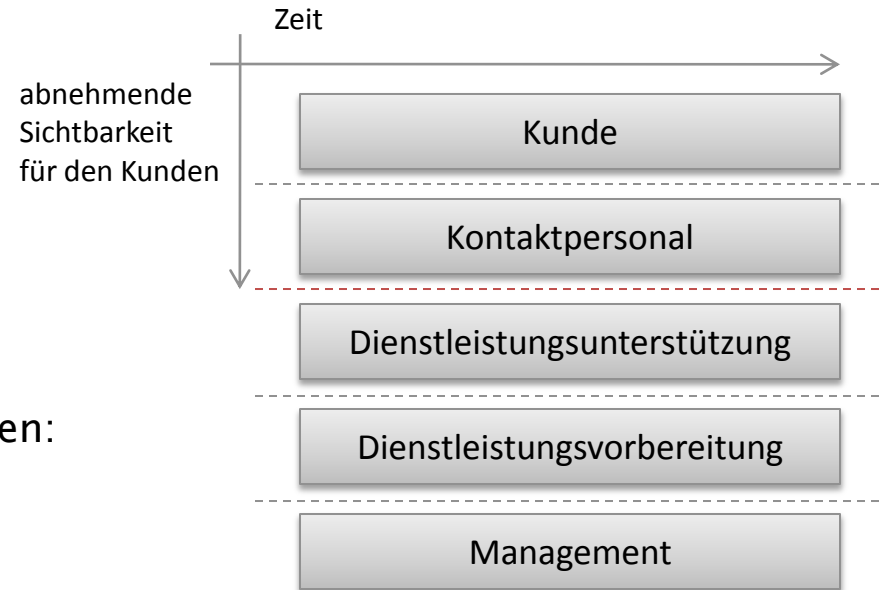 Zeit
abnehmende
Sichtbarkeit
für den Kunden
Kunde
Kontaktpersonal
Dienstleistungsunterstützung
en:
Dienstleistungsvorbereitung
Management